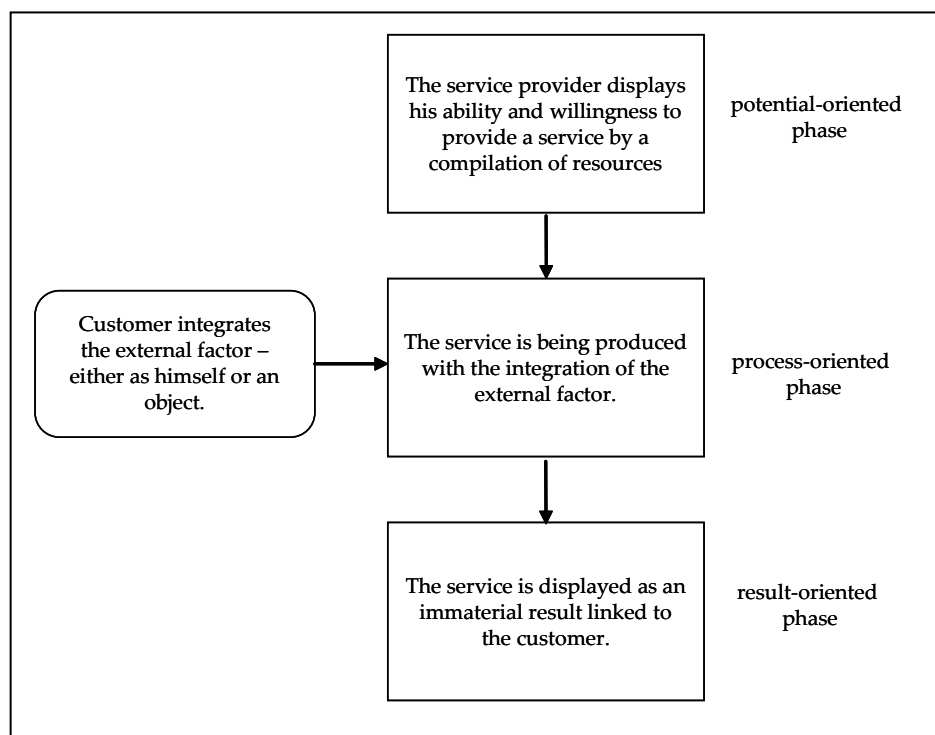 The service provider displays
his ability and willingness to
provide a service by a
compilation of resources
potential-oriented
phase
Customer integrates
the external factor –
either as himself or an
object.
The service is being produced
with the integration of the
external factor.
process-oriented
phase
The service is displayed as an
immaterial result linked to
the customer.
result-oriented
phase